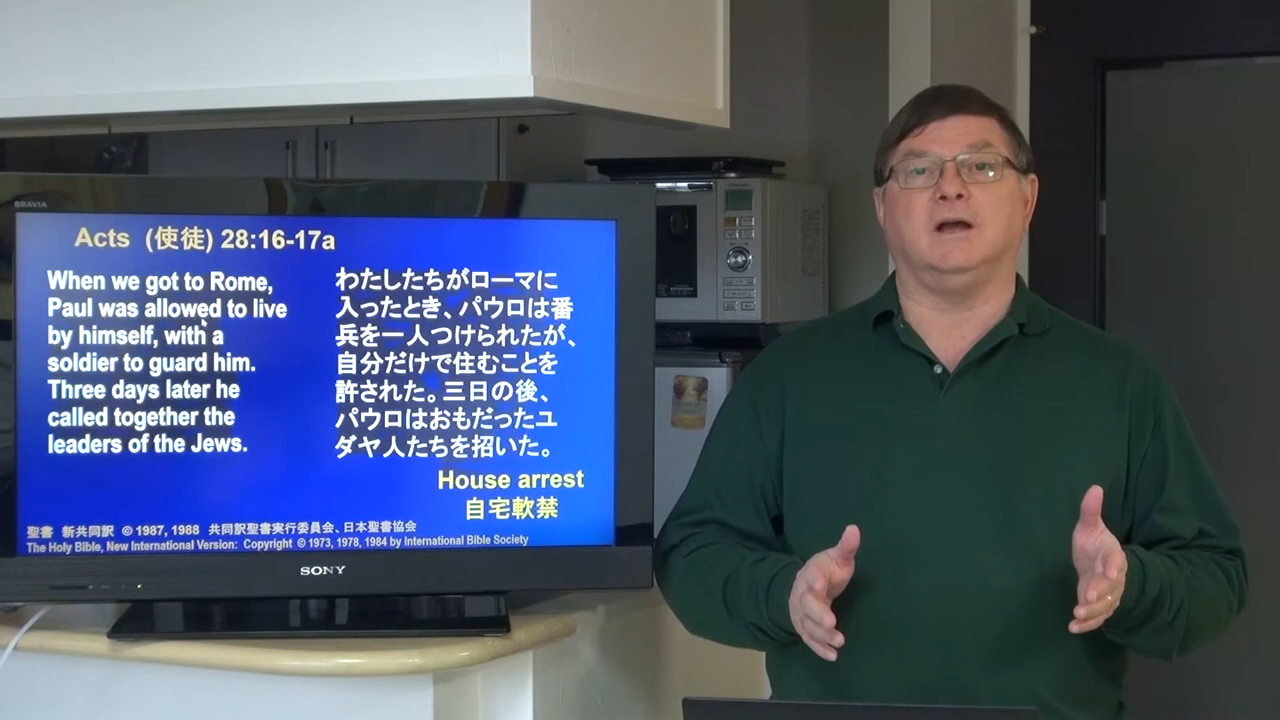 BRAVIA
Acts (使徒) 28:16-17a
When we got to Rome,
Paul was allowed to live
by himself, with a
soldier to guard him.
Three days later he
called together the
leaders of the Jews.
わたしたちがローマに
入ったとき、パウロは番
兵を一人つけられたが、
自分だけで住むことを
許された。三日の後、
パウロはおもだったユ
ダヤ人たちを招いた。
House arrest
自宅軟禁
聖書 新共同訳 © 1987, 1988 共同訳聖書実行委員会、日本聖書協会
The Holy Bible, New International Version: Copyright © 1973, 1978, 1984 by International Bible Society
SONY